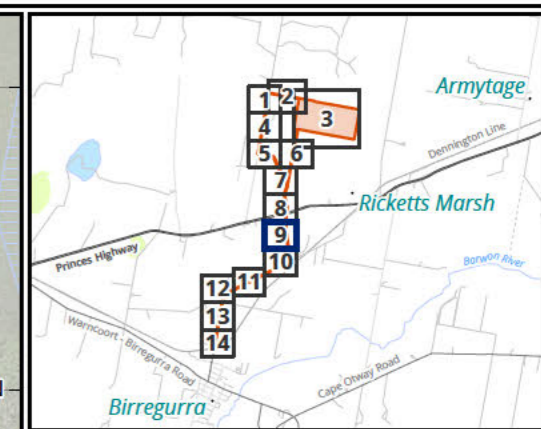 Armytage
1
2
3
4
5
6
Dennington Line
7
8
Ricketts Marsh
9
Princes Highway
10
Barwon River
11
12
13
Warncoort - Birregurra Road
14
Cape Otway Road
Birregurra